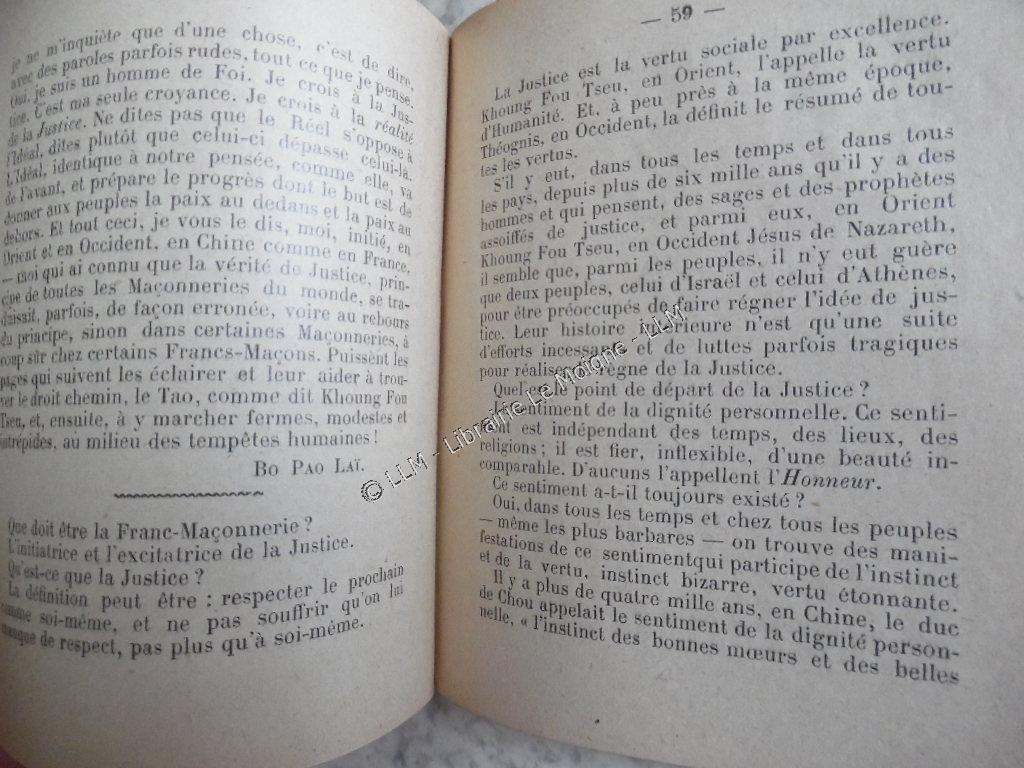 je ne m'inquiète que d'une chose, c'est de dire,
avec des paroles parfois rudes, tout ce que je pense.
Oui, je suis un homme de Foi. Je crois à la Jus-
tice. C'est ma seule croyance. Je crois à la réalité
de la Justice. Ne dites pas que le Réel s'oppose à
l'Idéal, dites plutôt que celui-ci dépasse celui-là.
L'Idéal, identique à notre pensée, comme elle, va
de l'avant, et prépare le progrès dont le but est de
donner aux peuples la paix au dedans et la paix au
dehors. Et tout ceci, je vous le dis, moi, initié, en
Orient et en Occident, en Chine comme en France,
— moi qui ai connu que la vérité de Justice, prin-
cipe de toutes les Maçonneries du monde, se tra-
duisait, parfois, de façon erronée, voire au rebours
du principe, sinon dans certaines Maçonneries, à
coup sûr chez certains Francs-Maçons. Puissent les
pages qui suivent les éclairer et leur aider à trou-
ver le droit chemin, le Tao, comme dit Khoung Fou
Tseu, et, ensuite, à y marcher fermes, modestes et
intrépides, au milieu des tempêtes humaines !
BO PAO LAÏ.
Que doit être la Franc-Maçonnerie ?
L'initiatrice et l'excitatrice de la Justice.
Qu'est-ce que la Justice ?
La définition peut être : respecter le prochain
comme soi-même, et ne pas souffrir qu'on lui
manque de respect, pas plus qu'à soi-même.
— 59 —
La Justice est la vertu sociale par excellence.
Khoung Fou Tseu, en Orient, l'appelle la vertu
d'Humanité. Et, à peu près à la même époque,
Théognis, en Occident, la définit le résumé de tou-
tes les vertus.
S'il y eut, dans tous les temps et dans tous
les pays, depuis plus de six mille ans qu'il y a des
hommes et qui pensent, des sages et des prophètes
assoiffés de justice, et parmi eux, en Orient
Khoung Fou Tseu, en Occident Jésus de Nazareth,
il semble que, parmi les peuples, il n'y eut guère
que deux peuples, celui d'Israël et celui d'Athènes,
pour être préoccupés de faire régner l'idée de jus-
tice. Leur histoire intérieure n'est qu'une suite
d'efforts incessants et de luttes parfois tragiques
pour réaliser le règne de la Justice.
Quel est le point de départ de la Justice ?
Le sentiment de la dignité personnelle. Ce senti-
ment est indépendant des temps, des lieux, des
religions ; il est fier, inflexible, d'une beauté in-
comparable. D'aucuns l'appellent l'Honneur.
Ce sentiment a-t-il toujours existé ?
Oui, dans tous les temps et chez tous les peuples
— même les plus barbares — on trouve des mani-
festations de ce sentimentqui participe de l'instinct
et de la vertu, instinct bizarre, vertu étonnante.
Il y a plus de quatre mille ans, en Chine, le duc
de Chou appelait le sentiment de la dignité person-
nelle, « l'instinct des bonnes mœurs et des belles
© LLM - Librairie Le Mofone - LLM